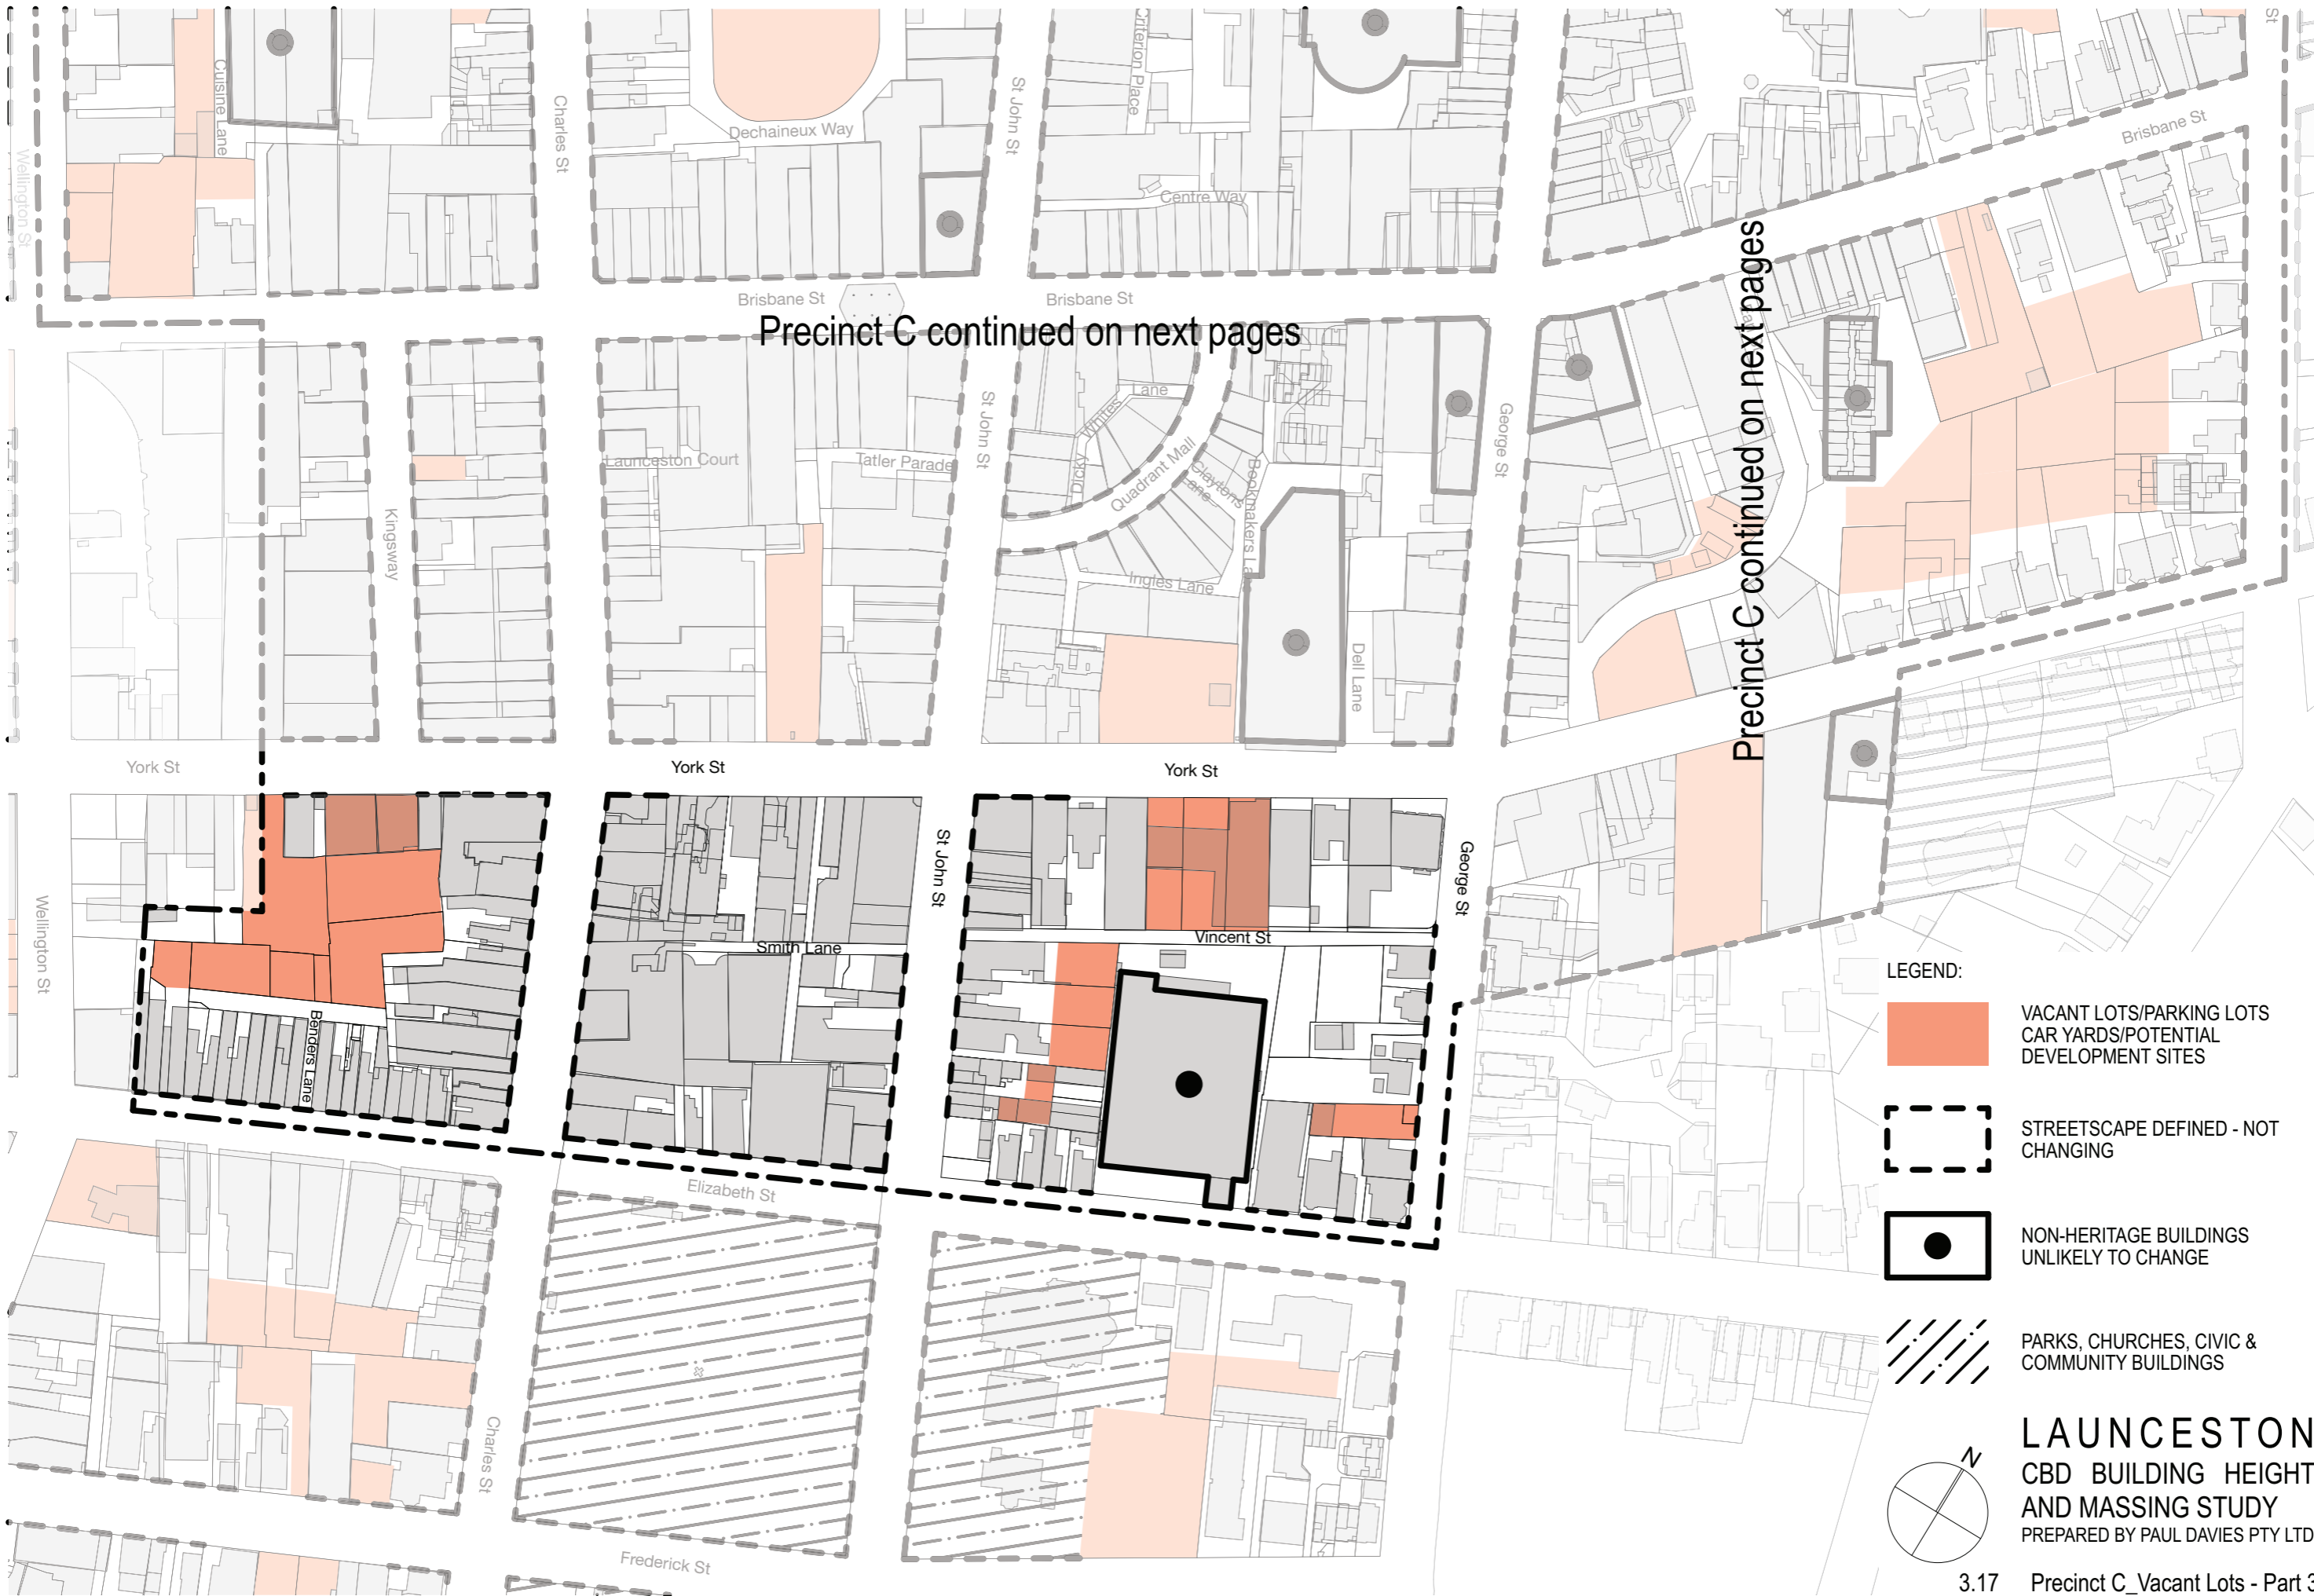 Cuisine Lane
Wellington St
Charles St
Dechaineux Way
St John St
Criterion Place
Centre Way
Brisbane St
St
Brisbane St
Brisbane St
Precinct C continued on next pages
Precinct C continued on next pages
Launceston Court
Tatler Parade
Kingsway
St John St
Dicky
Whites
Lane
Quadrant Mall
Claytons
Lane
Bookmakers La
Ingles Lane
Dell Lane
George St
York St
York St
York St
Wellington St
Benders Lane
Smith Lane
St John St
Vincent St
George St
Elizabeth St
Charles St
Frederick St
LEGEND:
VACANT LOTS/PARKING LOTS
CAR YARDS/POTENTIAL
DEVELOPMENT SITES
STREETSCAPE DEFINED - NOT
CHANGING
NON-HERITAGE BUILDINGS
UNLIKELY TO CHANGE
PARKS, CHURCHES, CIVIC &
COMMUNITY BUILDINGS
N
LAUNCESTON
CBD BUILDING HEIGHT
AND MASSING STUDY
PREPARED BY PAUL DAVIES PTY LTD
3.17 Precinct C_Vacant Lots - Part 3